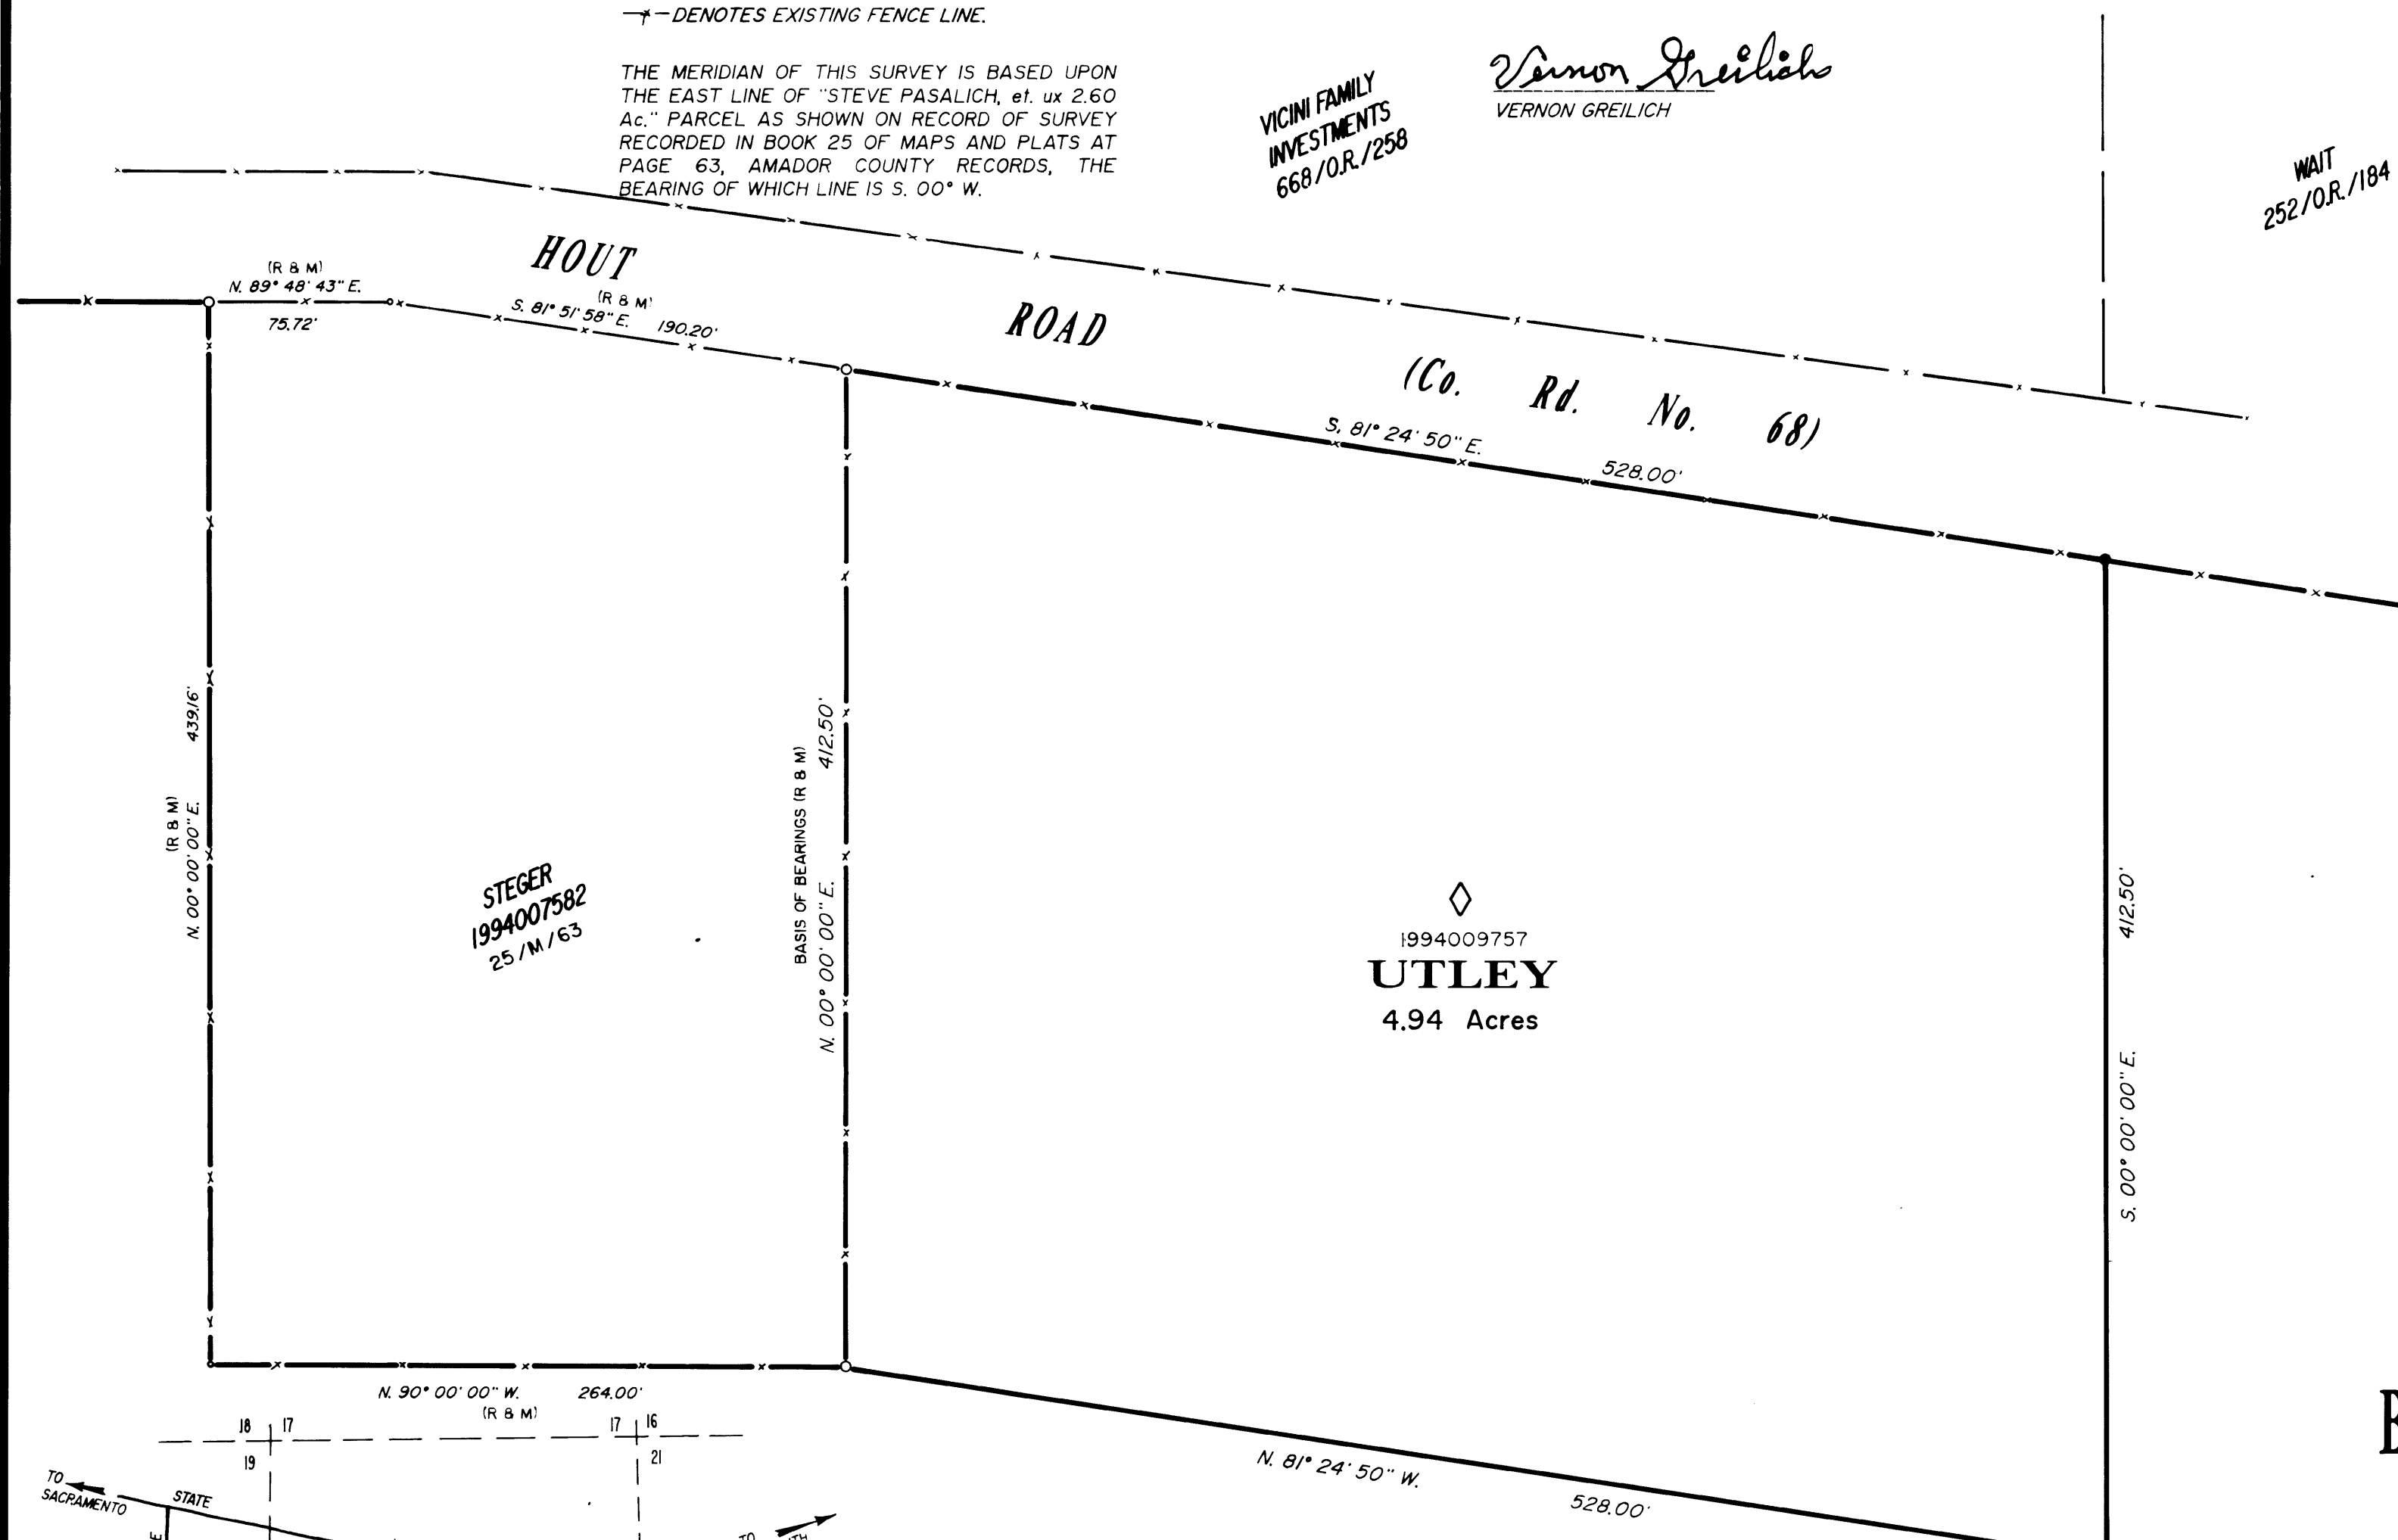 DENOTES EXISTING FENCE LINE.
THE MERIDIAN OF THIS SURVEY IS BASED UPON
THE EAST LINE OF "STEVE PASALICH, et. ux 2.60
Ac." PARCEL AS SHOWN ON RECORD OF SURVEY
RECORDED IN BOOK 25 OF MAPS AND PLATS AT
PAGE 63, AMADOR COUNTY RECORDS, THE
BEARING OF WHICH LINE IS S. 00° W.
Vernon Greilich
VERNON GREILICH
VICINI FAMILY
INVESTMENTS
668/O.R./258
WAIT
252/O.R./184
HOUT
ROAD
(Co. Rd. No. 68)
(R & M)
N. 89° 48' 43" E.
75.72'
(R & M)
S. 81° 51' 58" E. 190.20'
S. 81° 24' 50" E.
528.00'
439.16'
(R & M)
N. 00° 00' 00" E.
STEGER
1994007582
25/M/63
BASIS OF BEARINGS (R & M)
N. 00° 00' 00" E. 412.50'
1994009757
UTLEY
4.94 Acres
412.50'
S. 00° 00' 00" E.
N. 90° 00' 00" W. 264.00'
(R & M)
N. 81° 24' 50" W.
528.00'
18 17
17 16
19
21
TO
SACRAMENTO
STATE
TO